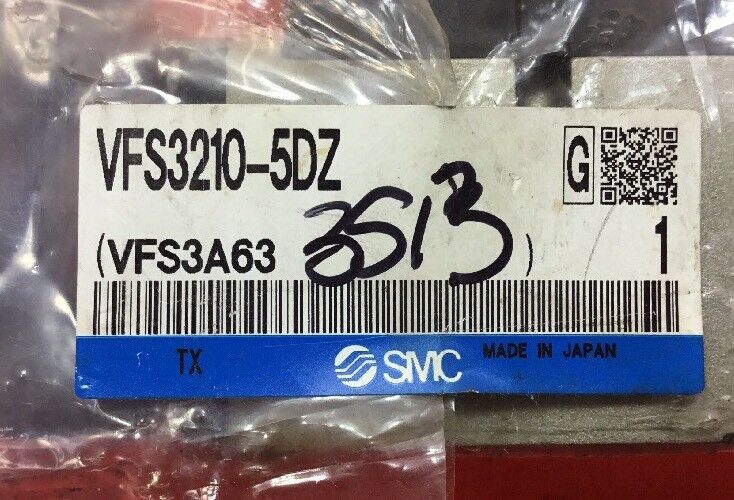 VFS3210-5DZ
G
(VFS3A63 3513 ) 1
TX SMC MADE IN JAPAN